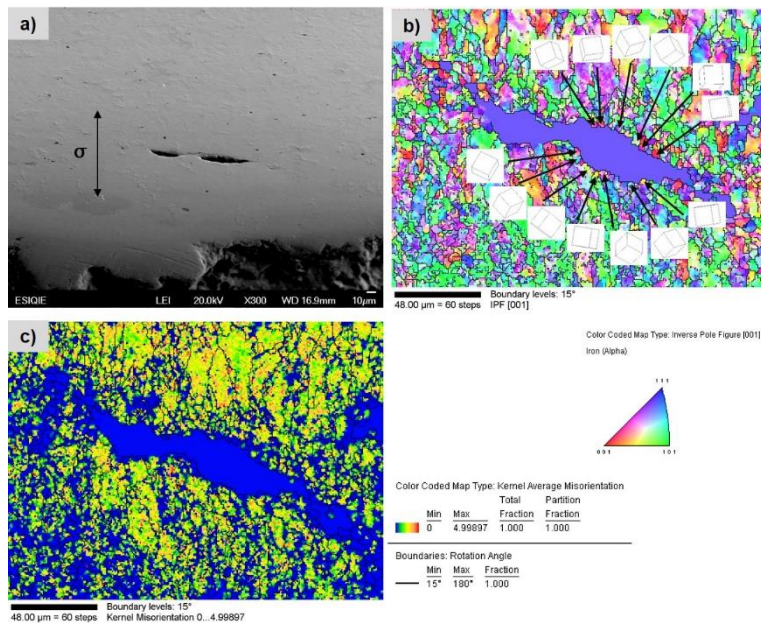 a)
σ
ESIQIE LEI 20.0kV X300 WD 16.9mm 10μm
b)
Boundary levels: 15°
48.00 μm = 60 steps IPF [001]
c)
Boundary levels: 15°
48.00 μm = 60 steps Kernel Misorientation 0...4.99897
Color Coded Map Type: Inverse Pole Figure [001]
Iron (Alpha)
111
001 101
Color Coded Map Type: Kernel Average Misorientation
Total Partition
Min Max Fraction Fraction
0 4.99897 1.000 1.000
Boundaries: Rotation Angle
Min Max Fraction
15° 180° 1.000